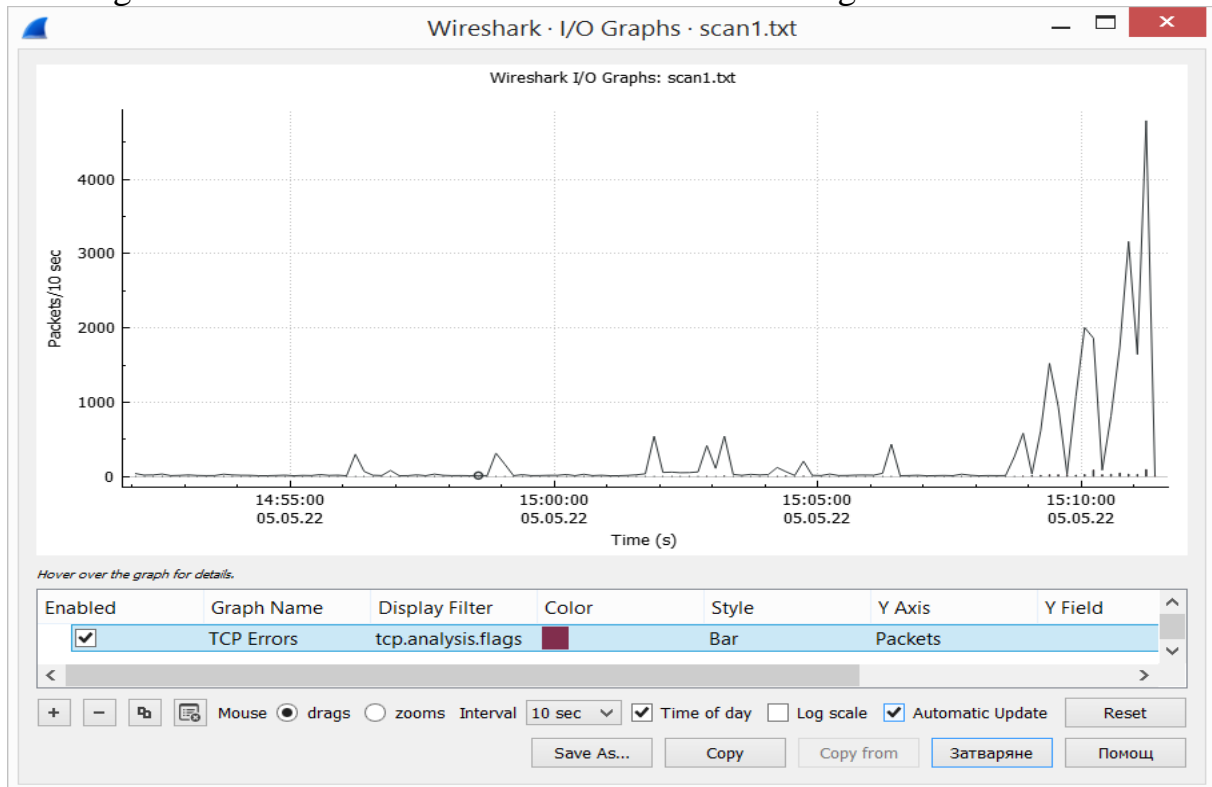 Wireshark · I/O Graphs · scan1.txt
Wireshark I/O Graphs: scan1.txt
Packets/10 sec
4000
3000
2000
1000
0
14:55:00 15:00:00 15:05:00 15:10:00
05.05.22 05.05.22 05.05.22 05.05.22
Time (s)
Hover over the graph for details.
Enabled Graph Name Display Filter Color Style Y Axis Y Field
TCP Errors tcp.analysis.flags Bar Packets
+ − Mouse drags zooms Interval 10 sec Time of day Log scale Automatic Update Reset
Save As... Copy Copy from Затваряне Помощ